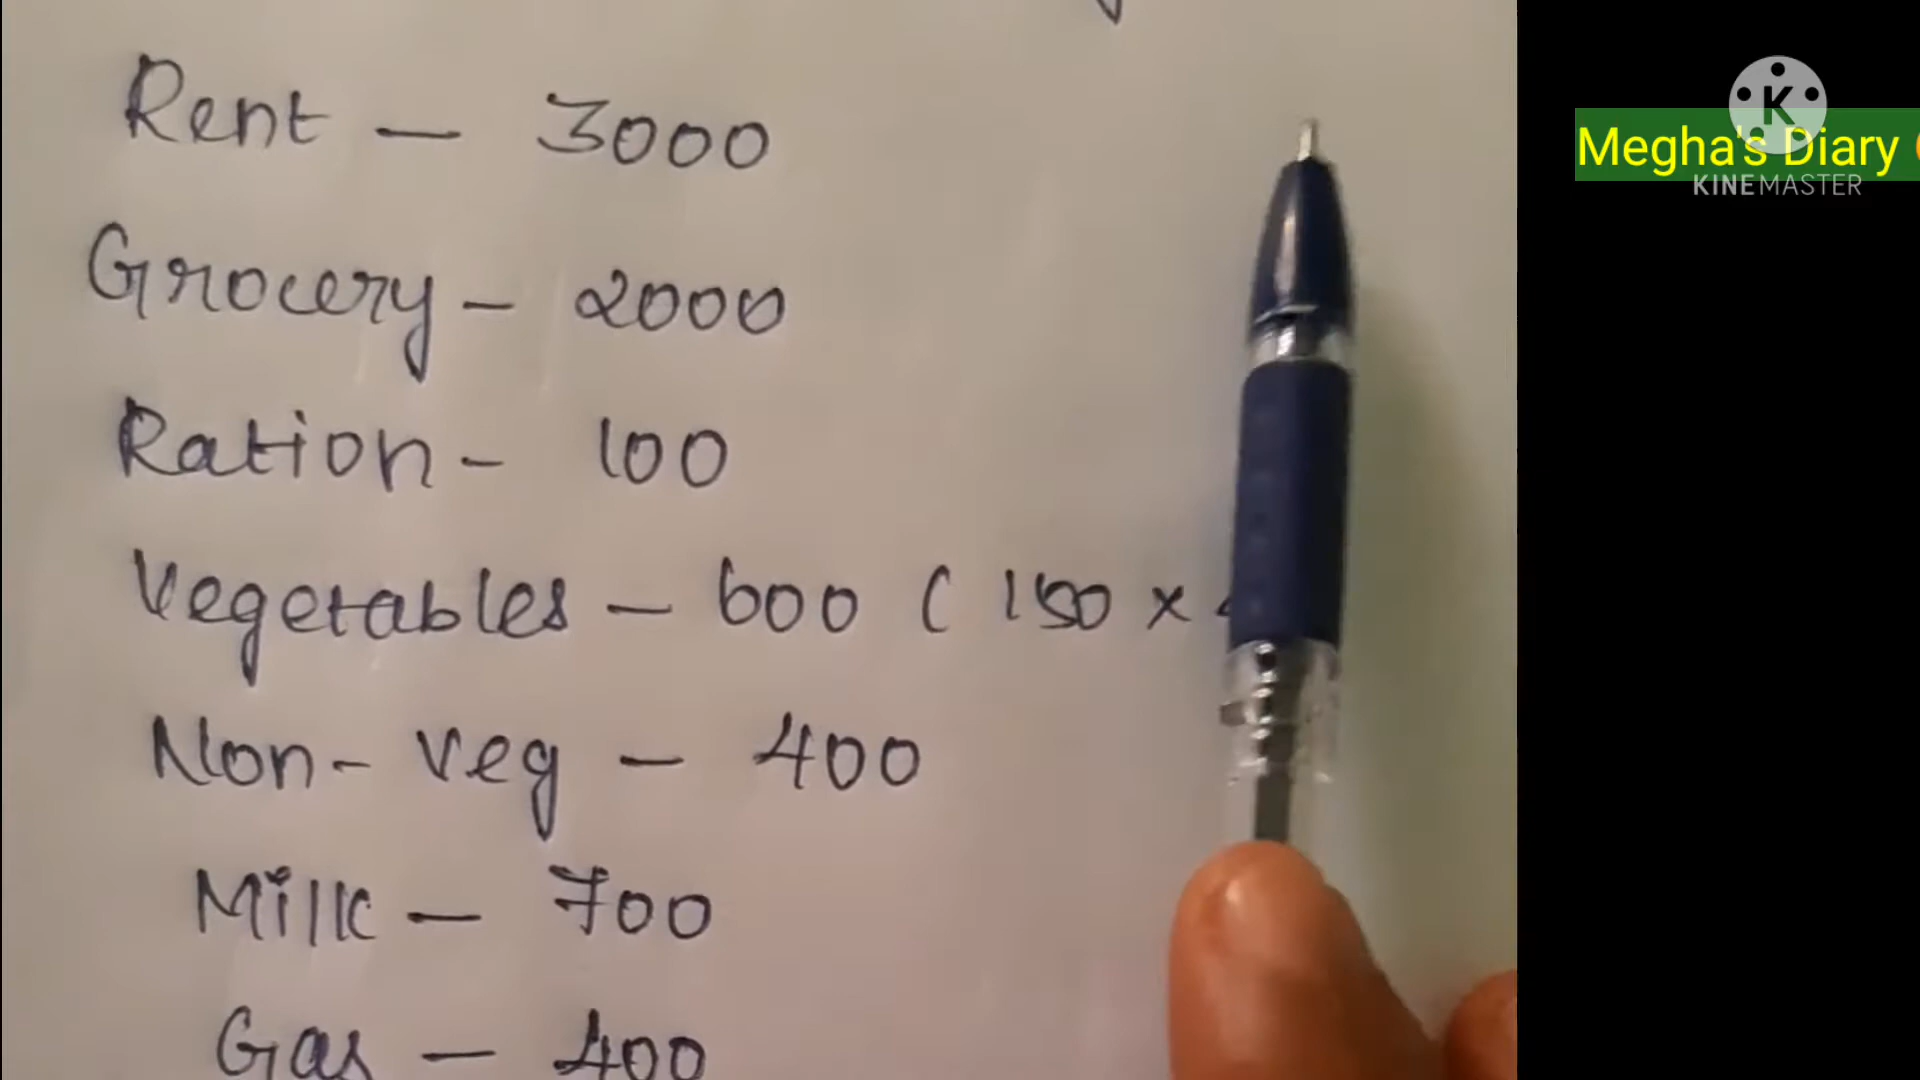 Rent – 3000
Grocery – 2000
Ration – 100
Vegetables – 600 ( 150 ×
Non-veg – 400
Milk – 700
Gas – 400
Megha's Diary
K
KINEMASTER